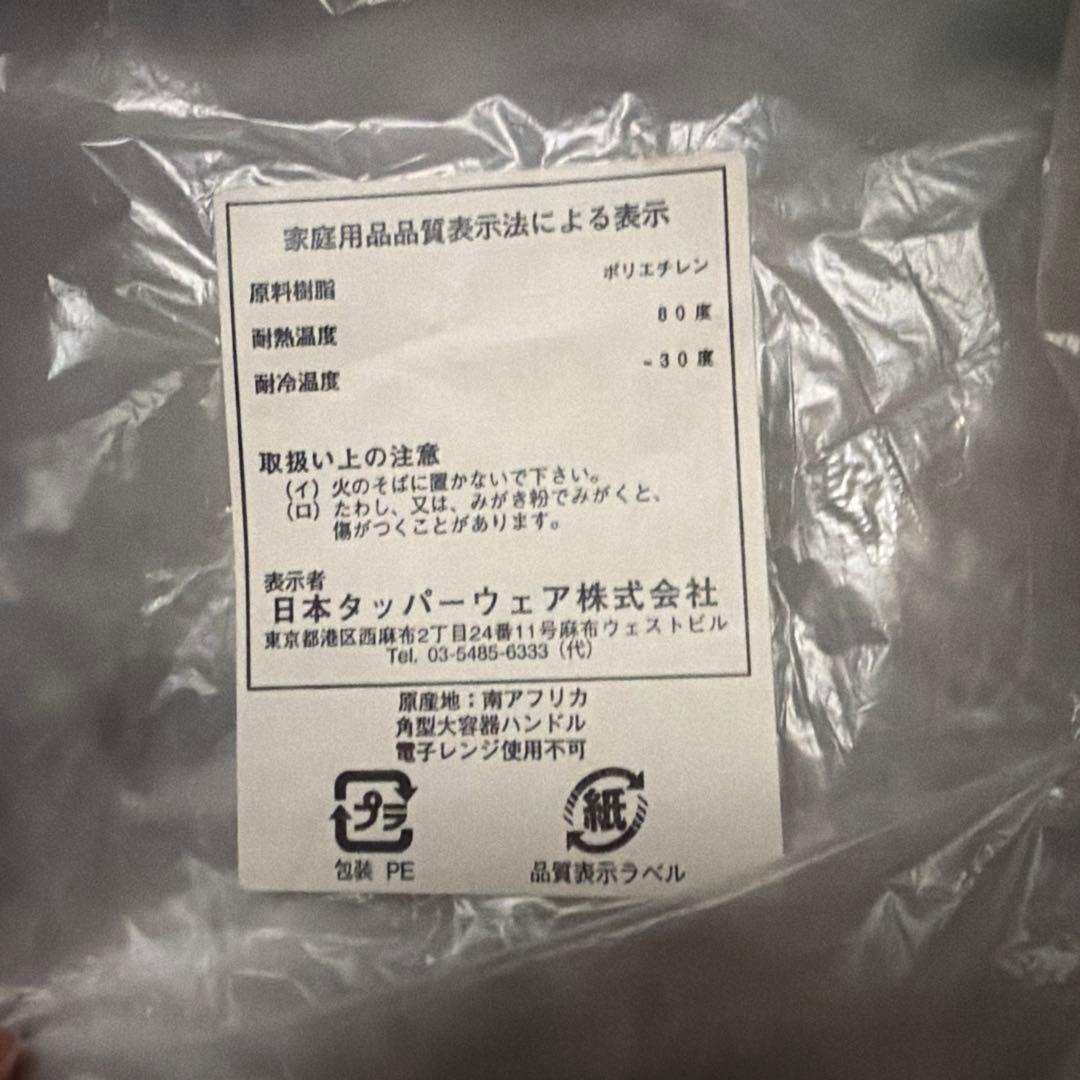 家庭用品品質表示法による表示
原料樹脂 ポリエチレン
耐熱温度 80度
耐冷温度 -30度
取扱い上の注意
(イ) 火のそばに置かないで下さい。
(ロ) たわし、又は、みがき粉でみがくと、
傷がつくことがあります。
表示者
日本タッパーウェア株式会社
東京都港区西麻布2丁目24番11号麻布ウェストビル
Tel. 03-5485-6333 (代)
原産地:南アフリカ
角型大容器ハンドル
電子レンジ使用不可
プラ 紙
包装 PE 品質表示ラベル